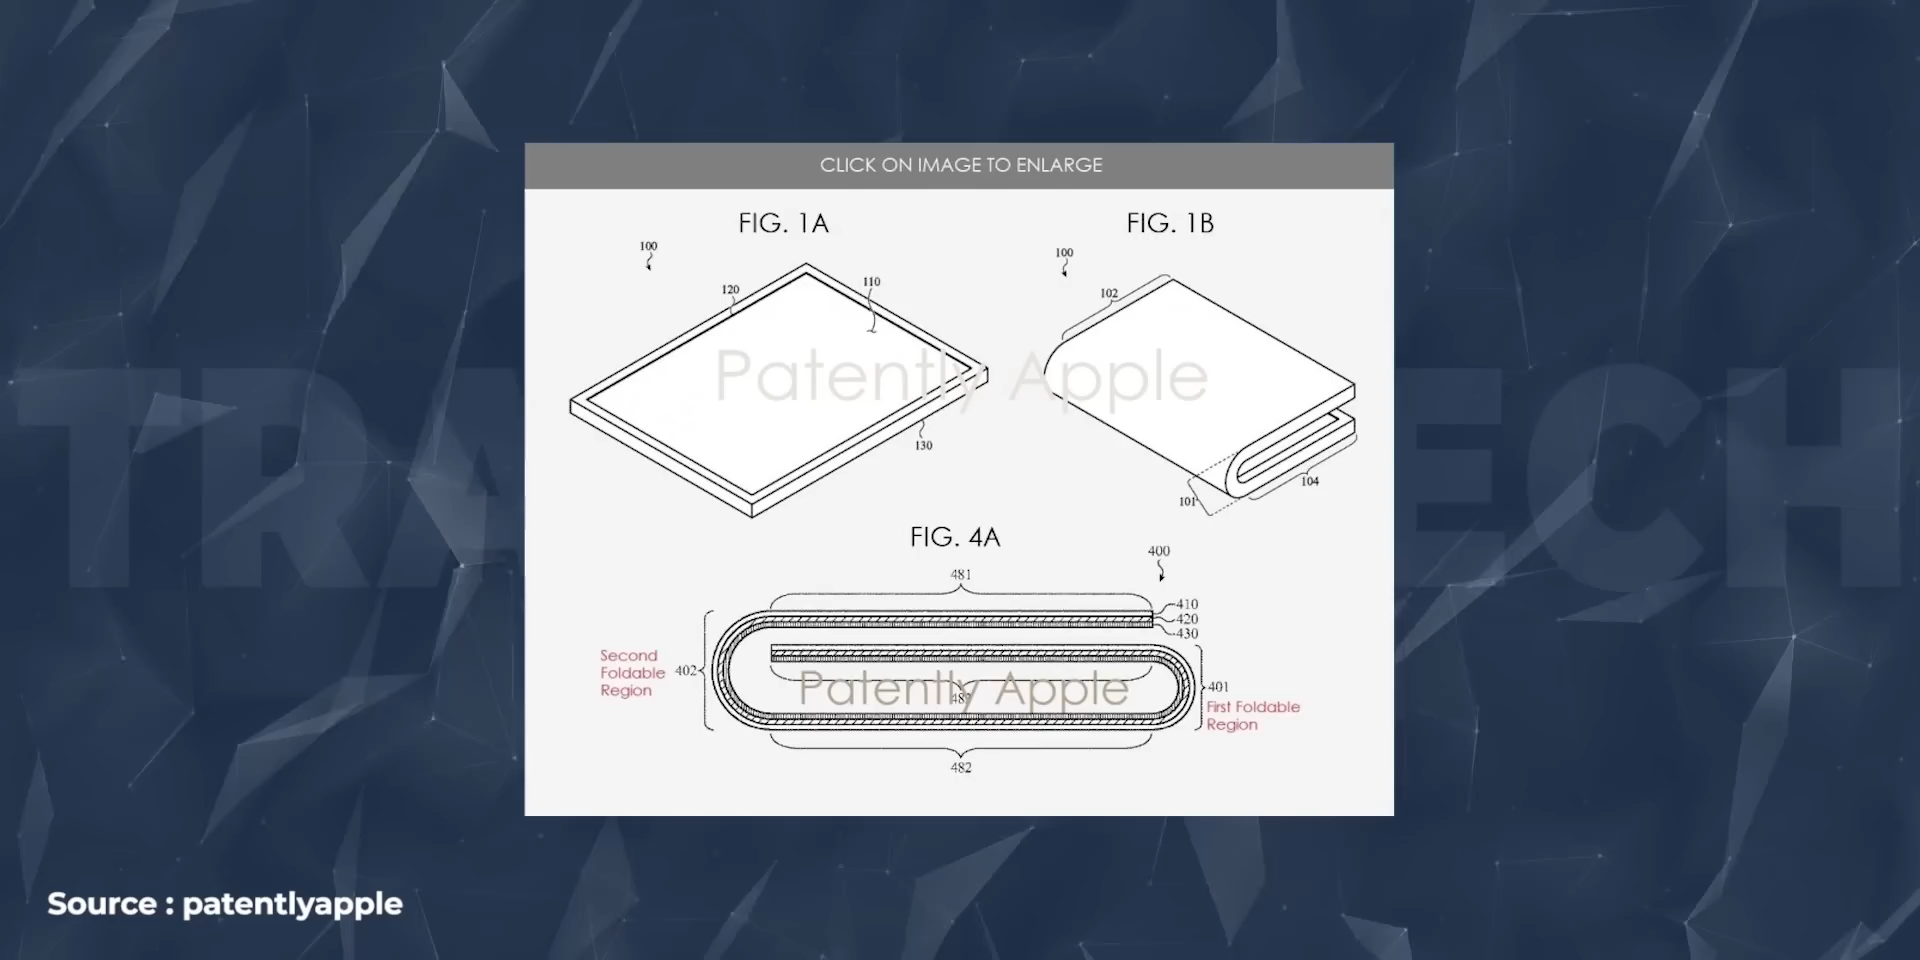 CLICK ON IMAGE TO ENLARGE
FIG. 1A
FIG. 1B
100
120
110
130
100
102
101
104
Patently Apple
FIG. 4A
400
481
410
420
430
Second
Foldable
Region
402
401
First Foldable
Region
Patently Apple
482
TRA
ECH
Source : patentlyapple